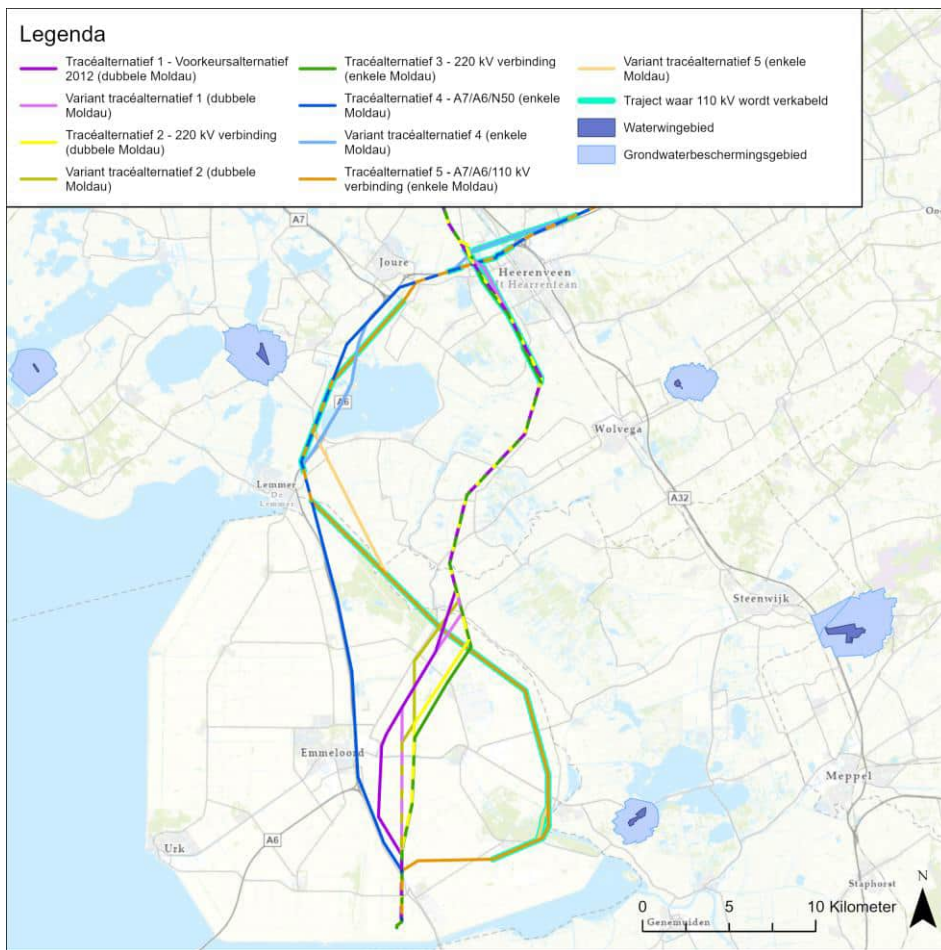 Legenda
Tracéalternatief 1 - Voorkeursalternatief
2012 (dubbele Moldau)
Variant tracéalternatief 1 (dubbele
Moldau)
Tracéalternatief 2 - 220 kV verbinding
(dubbele Moldau)
Variant tracéalternatief 2 (dubbele
Moldau)
Tracéalternatief 3 - 220 kV verbinding
(enkele Moldau)
Tracéalternatief 4 - A7/A6/N50 (enkele
Moldau)
Variant tracéalternatief 4 (enkele
Moldau)
Tracéalternatief 5 - A7/A6/110 kV
verbinding (enkele Moldau)
Variant tracéalternatief 5 (enkele
Moldau)
Traject waar 110 kV wordt verkabeld
Waterwingebied
Grondwaterbeschermingsgebied
A7
Joure
Heerenveen
It Hearrenfean
A6
Wolvega
Lemmer
De
Lemmer
A32
Steenwijk
Emmeloord
Meppel
Urk
A6
Staphorst
Genemuiden
0 5 10 Kilometer
N